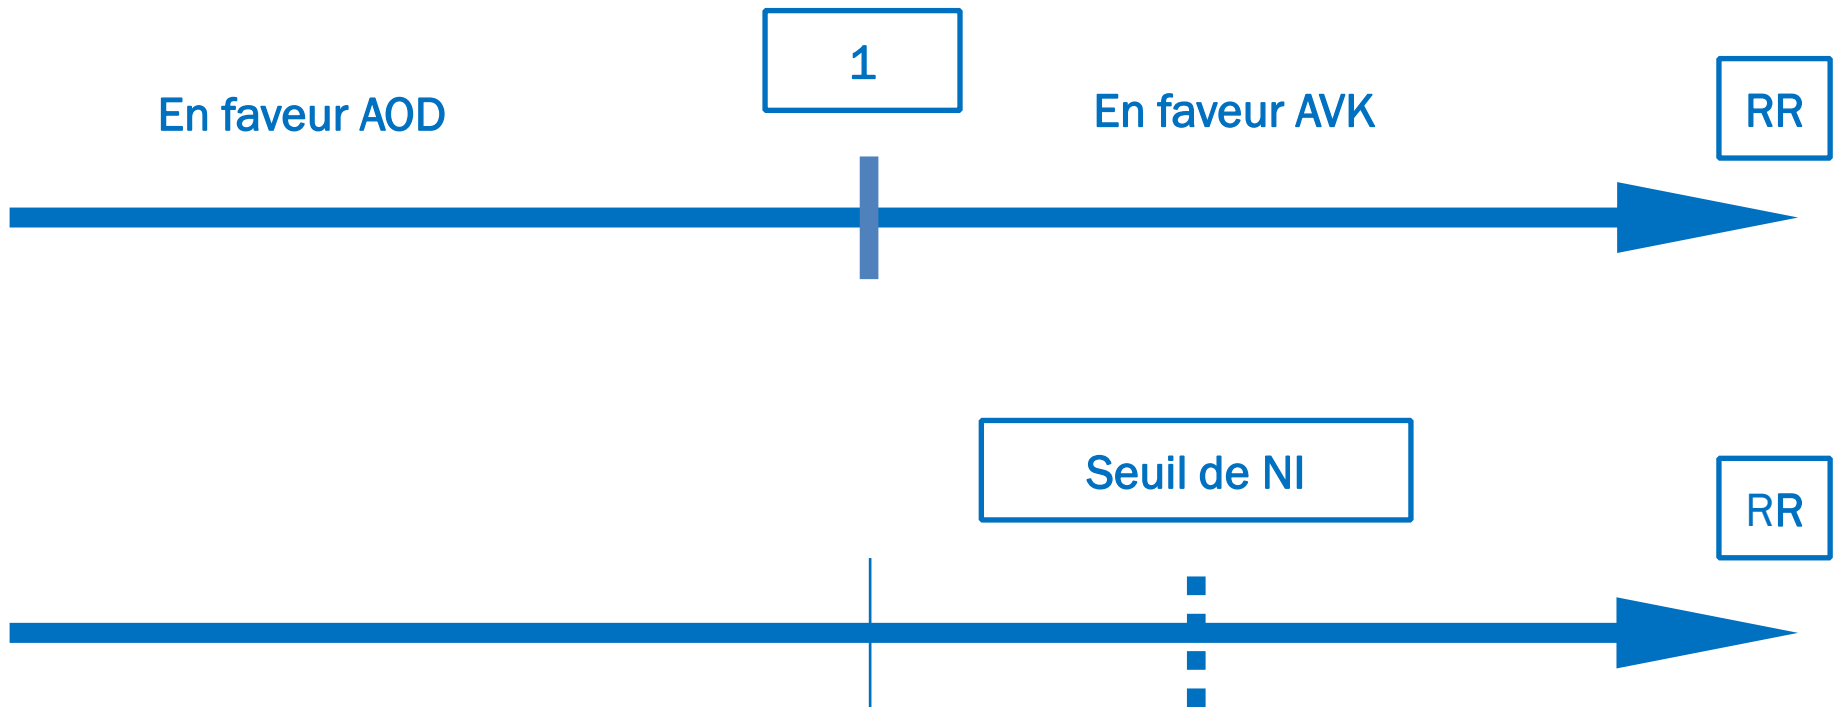 1
En faveur AOD
En faveur AVK
RR
Seuil de NI
RR